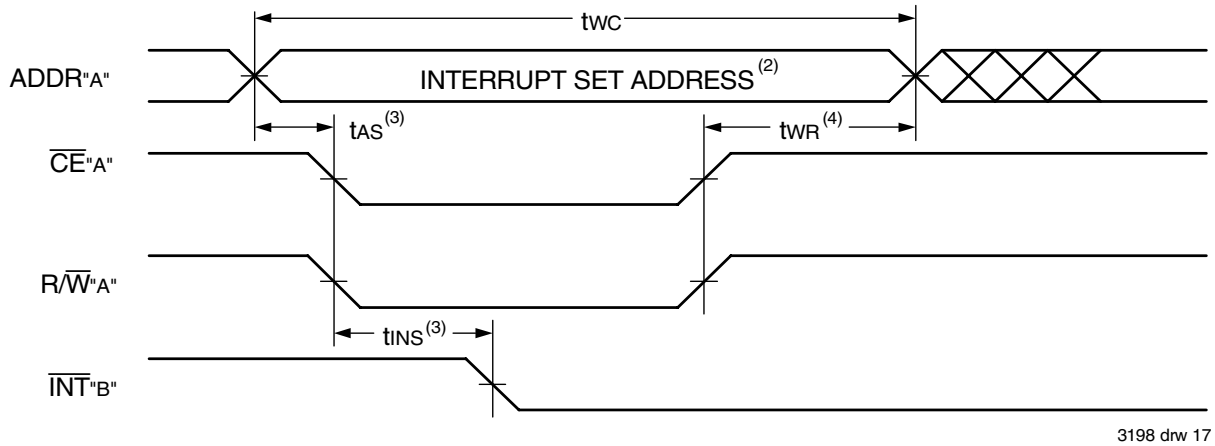 tWC
ADDR"A"
INTERRUPT SET ADDRESS(2)
tAS(3)
tWR(4)
CE"A"
R/W"A"
tINS(3)
INT"B"
3198 drw 17